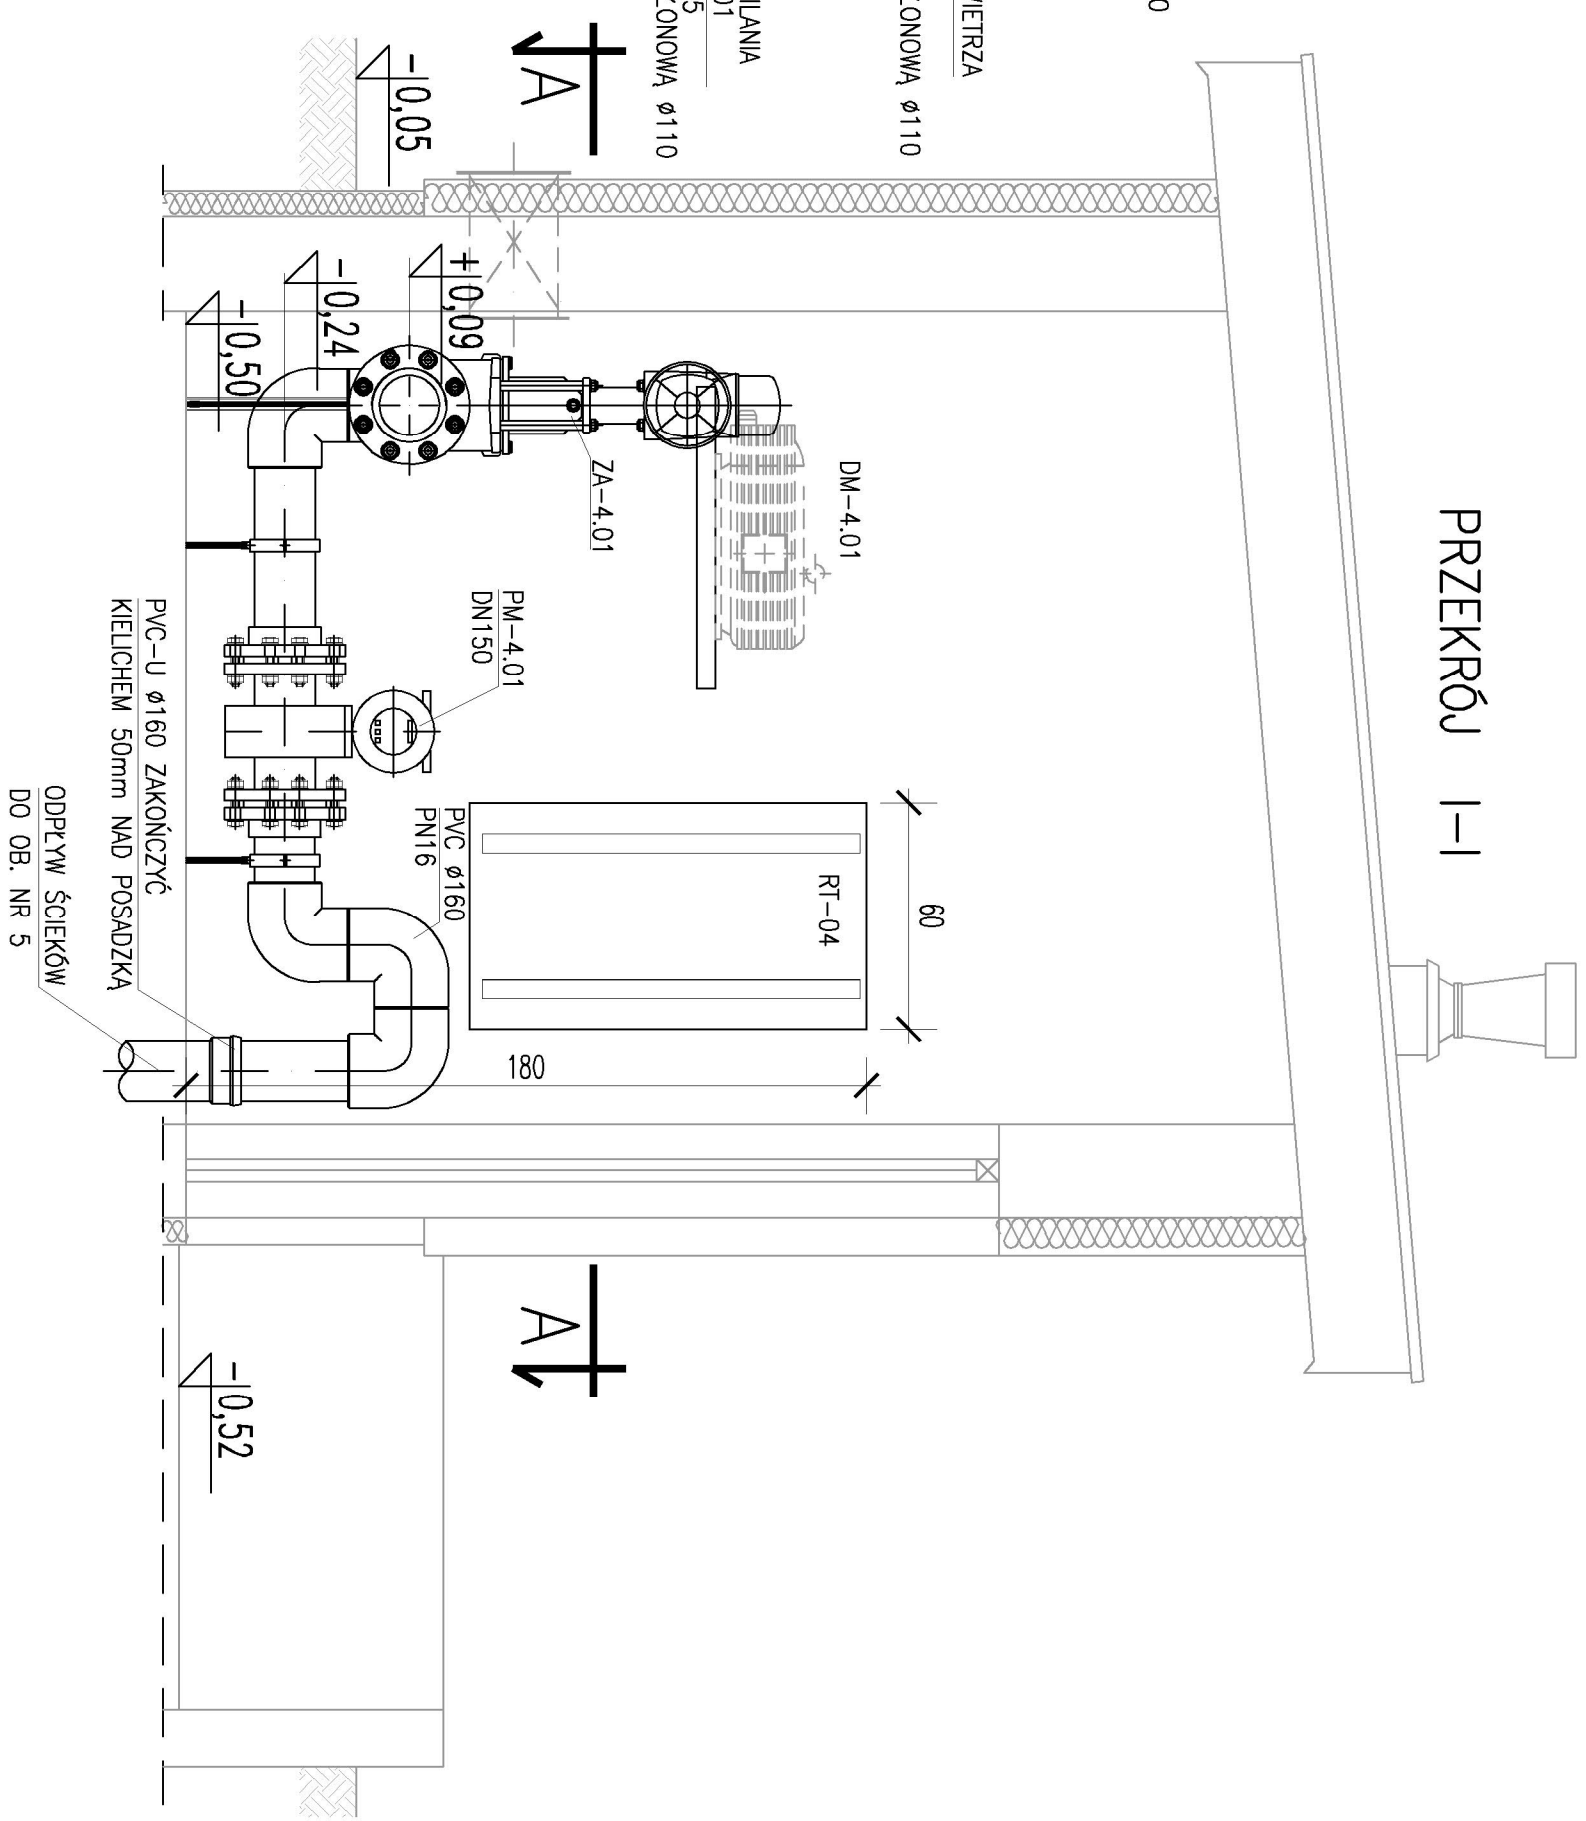 PRZEKRÓJ I-I
Ø110
Ø110
A
-0,05
+0,09
-0,24
-0,50
ZA-4.01
DM-4.01
PM-4.01
DN150
PVC Ø160
PN16
RT-04
60
180
PVC-U Ø160 ZAKOŃCZYĆ
KIELICHEM 50mm NAD POSADZKĄ
ODPŁYW ŚCIEKÓW
DO OB. NR 5
A
-0,52